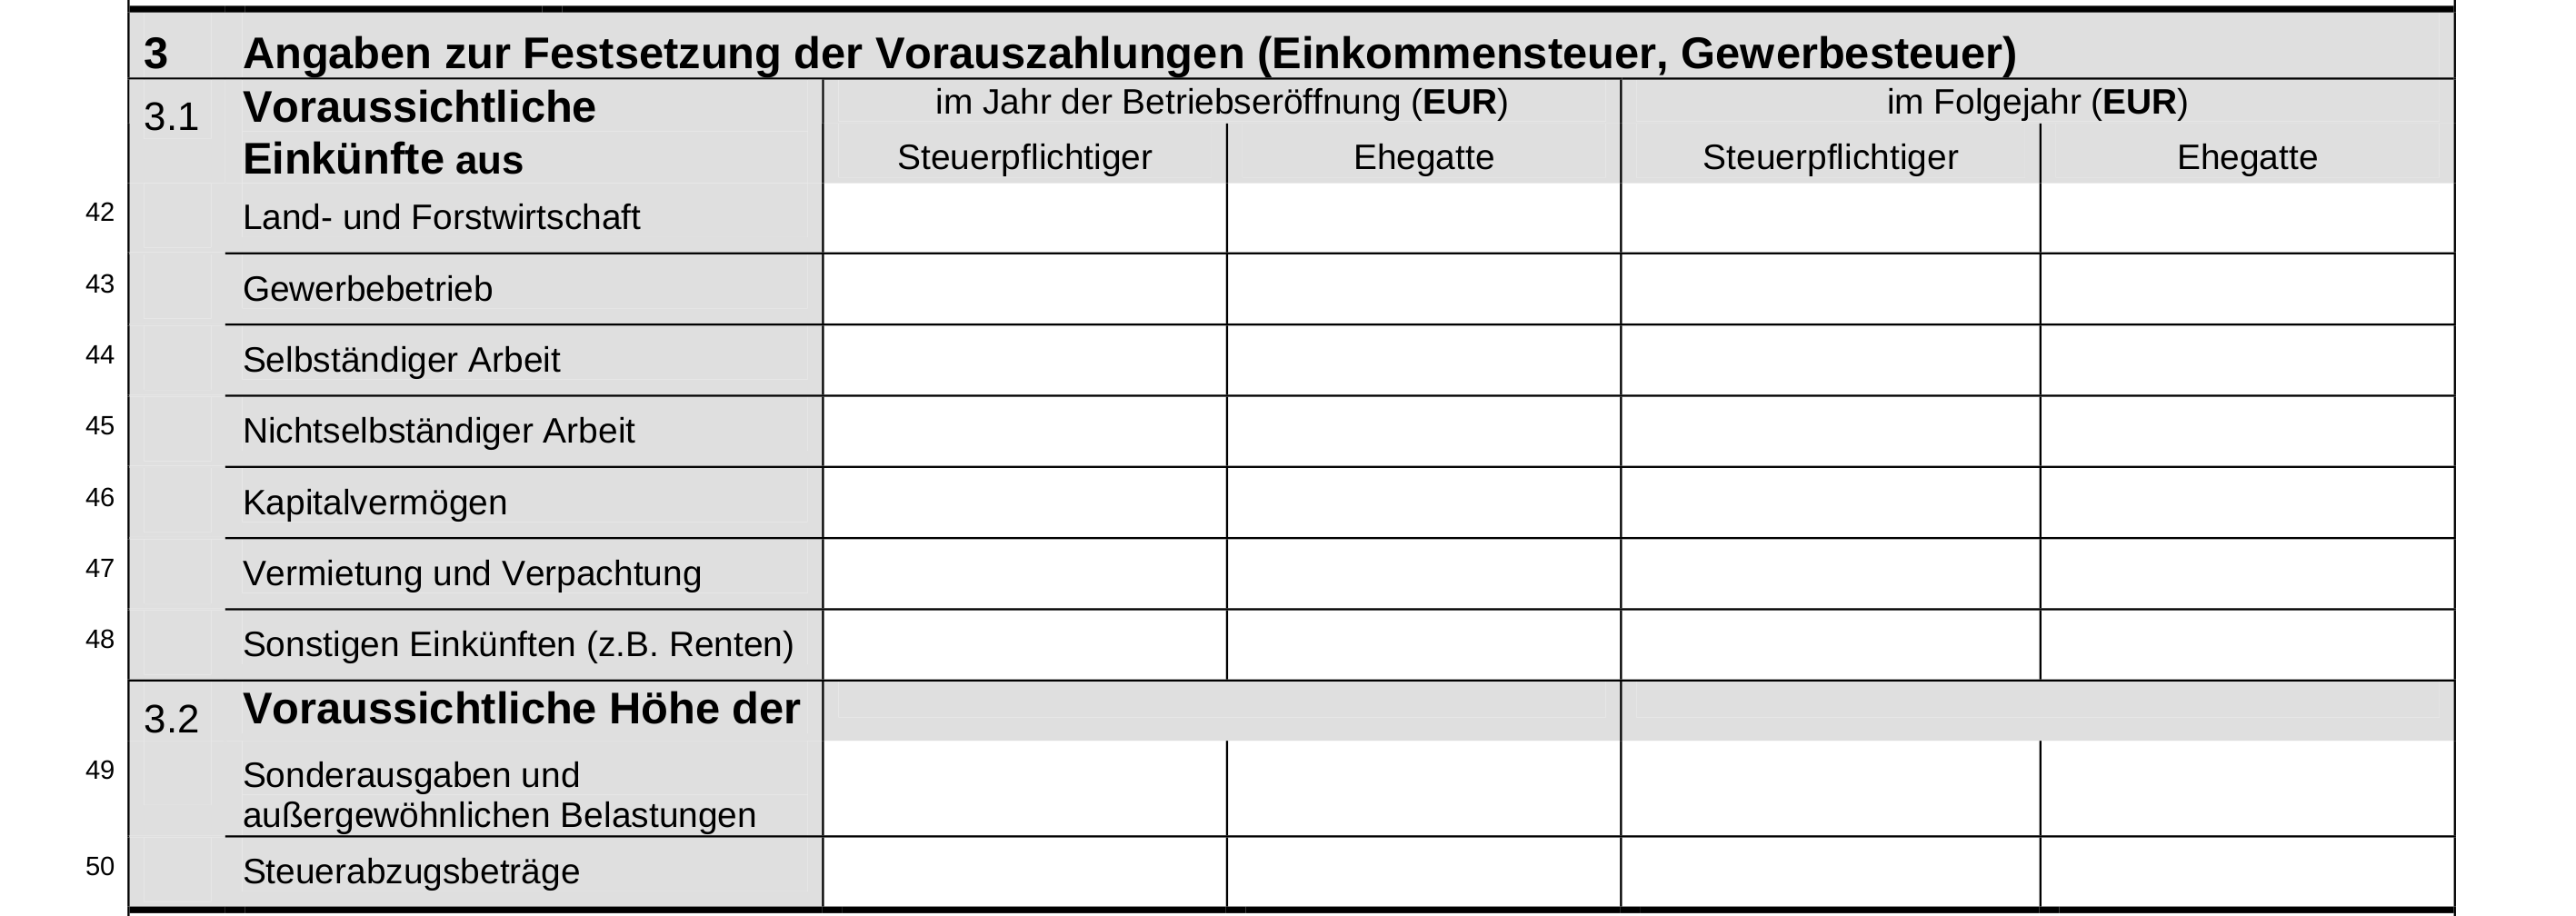 3 Angaben zur Festsetzung der Vorauszahlungen (Einkommensteuer, Gewerbesteuer)
3.1 Voraussichtliche Einkünfte aus
im Jahr der Betriebseröffnung (EUR) im Folgejahr (EUR)
Steuerpflichtiger Ehegatte Steuerpflichtiger Ehegatte
42 Land- und Forstwirtschaft
43 Gewerbebetrieb
44 Selbständiger Arbeit
45 Nichtselbständiger Arbeit
46 Kapitalvermögen
47 Vermietung und Verpachtung
48 Sonstigen Einkünften (z.B. Renten)
3.2 Voraussichtliche Höhe der
49 Sonderausgaben und
außergewöhnlichen Belastungen
50 Steuerabzugsbeträge